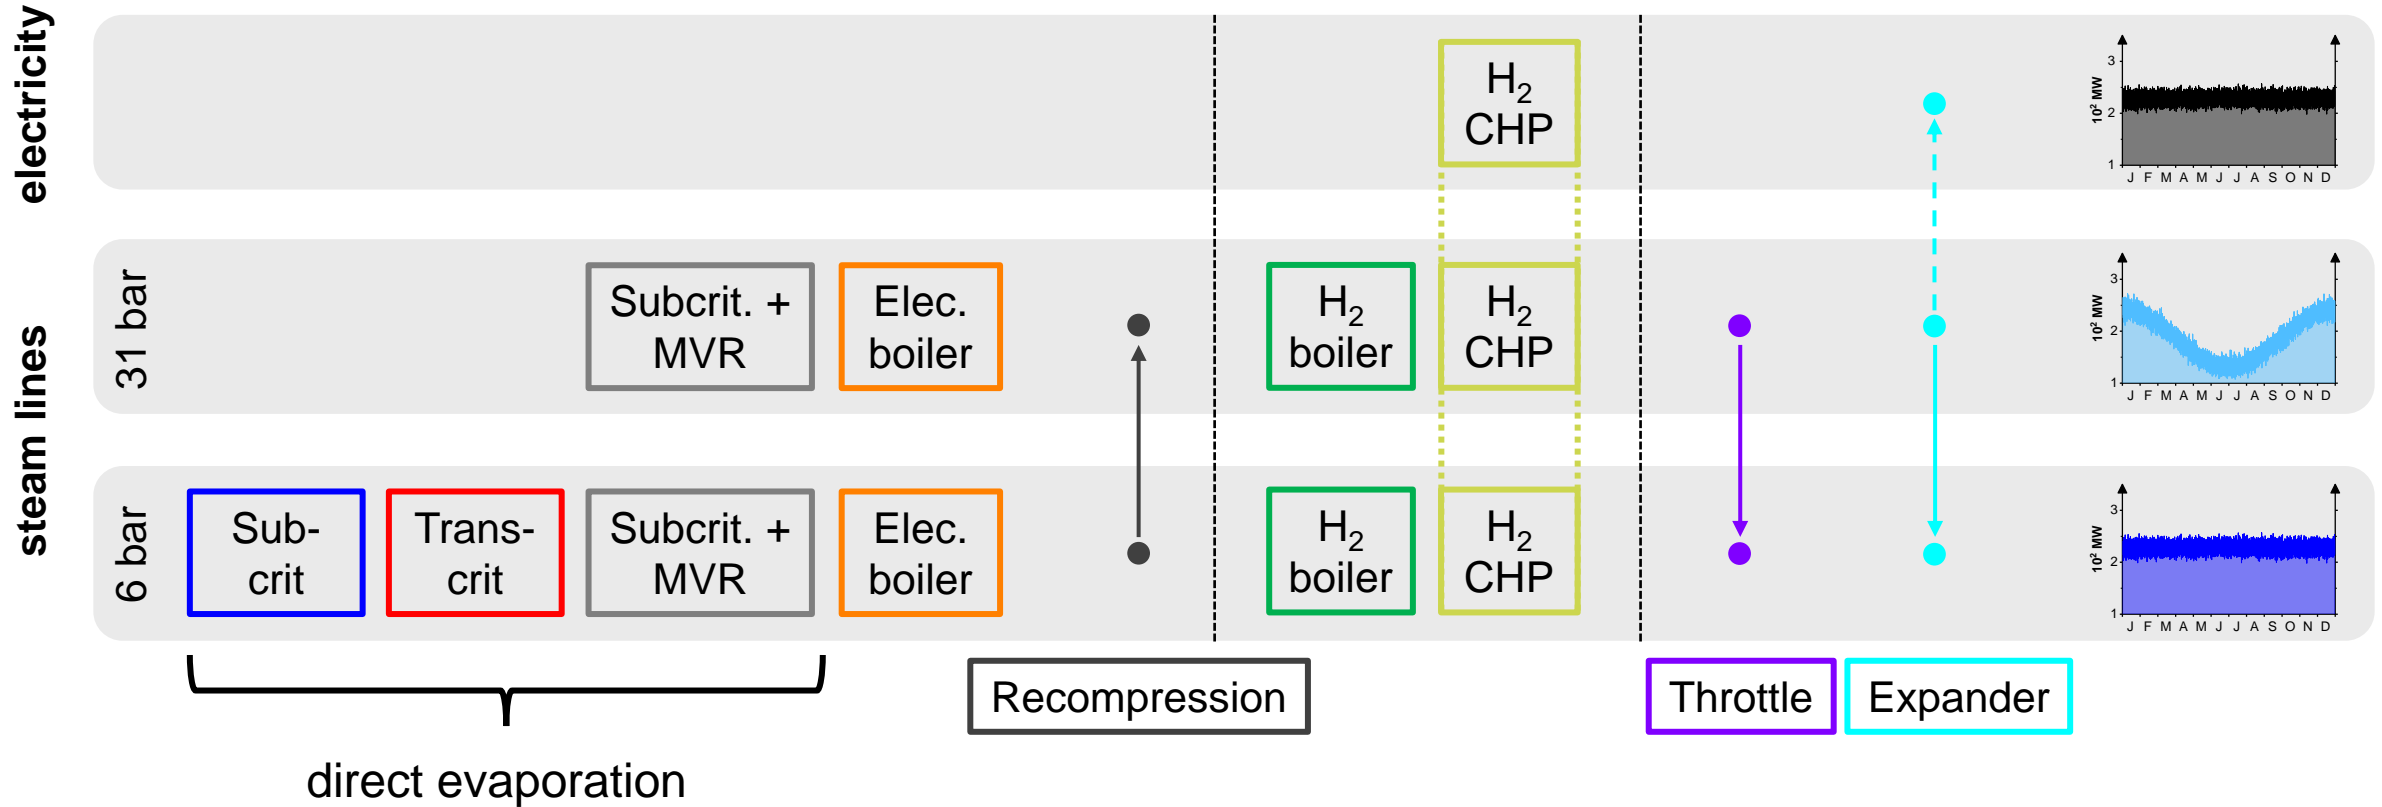 electricity
H2
CHP
3
2
1
10² MW
J F M A M J J A S O N D
steam lines
31 bar
Subcrit. +
MVR
Elec.
boiler
H2
boiler
H2
CHP
3
2
1
10² MW
J F M A M J J A S O N D
6 bar
Sub-
crit
Trans-
crit
Subcrit. +
MVR
Elec.
boiler
H2
boiler
H2
CHP
3
2
1
10² MW
J F M A M J J A S O N D
Recompression
Throttle
Expander
direct evaporation